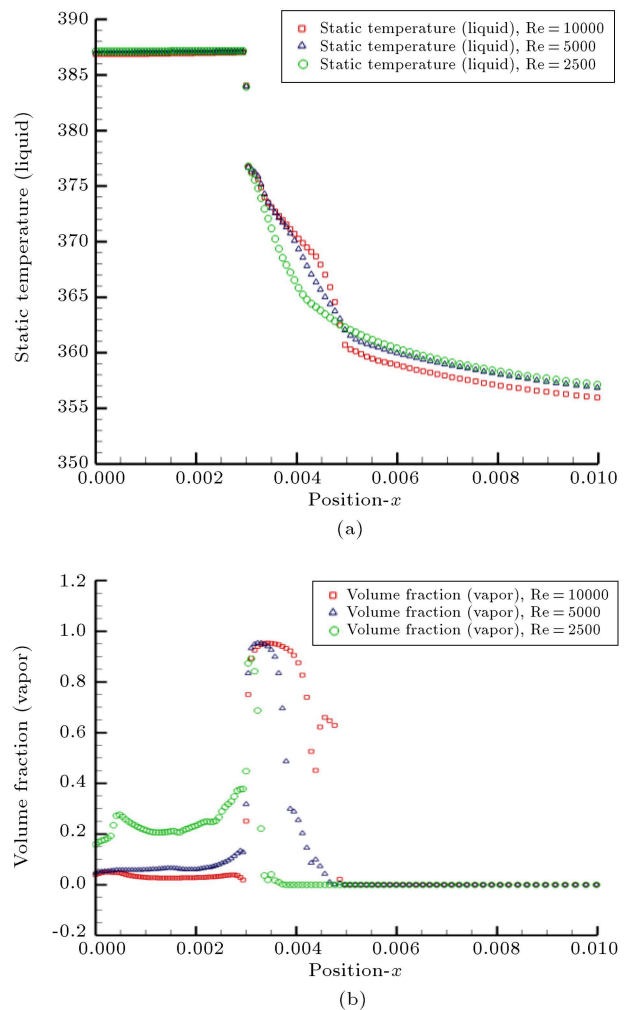 390
385
380
375
370
365
360
355
350
Static temperature (liquid)
Static temperature (liquid), Re = 10000
Static temperature (liquid), Re = 5000
Static temperature (liquid), Re = 2500
0.000 0.002 0.004 0.006 0.008 0.010
Position-x
(a)
1.2
1.0
0.8
0.6
0.4
0.2
0.0
-0.2
Volume fraction (vapor)
Volume fraction (vapor), Re = 10000
Volume fraction (vapor), Re = 5000
Volume fraction (vapor), Re = 2500
0.000 0.002 0.004 0.006 0.008 0.010
Position-x
(b)